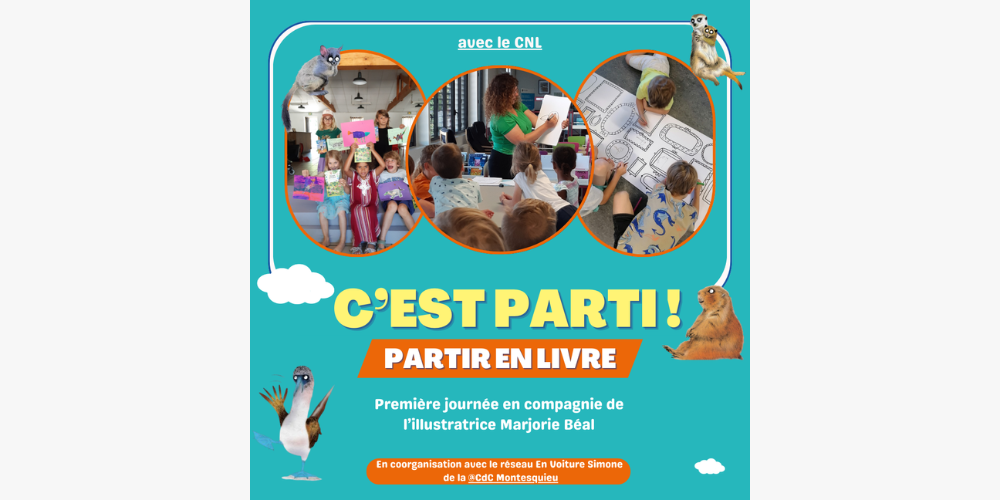 avec le CNL
C'EST PARTI !
PARTIR EN LIVRE
Première journée en compagnie de
l'illustratrice Marjorie Béal
En coorganisation avec le réseau En Voiture Simone
de la @CdC Montesquieu